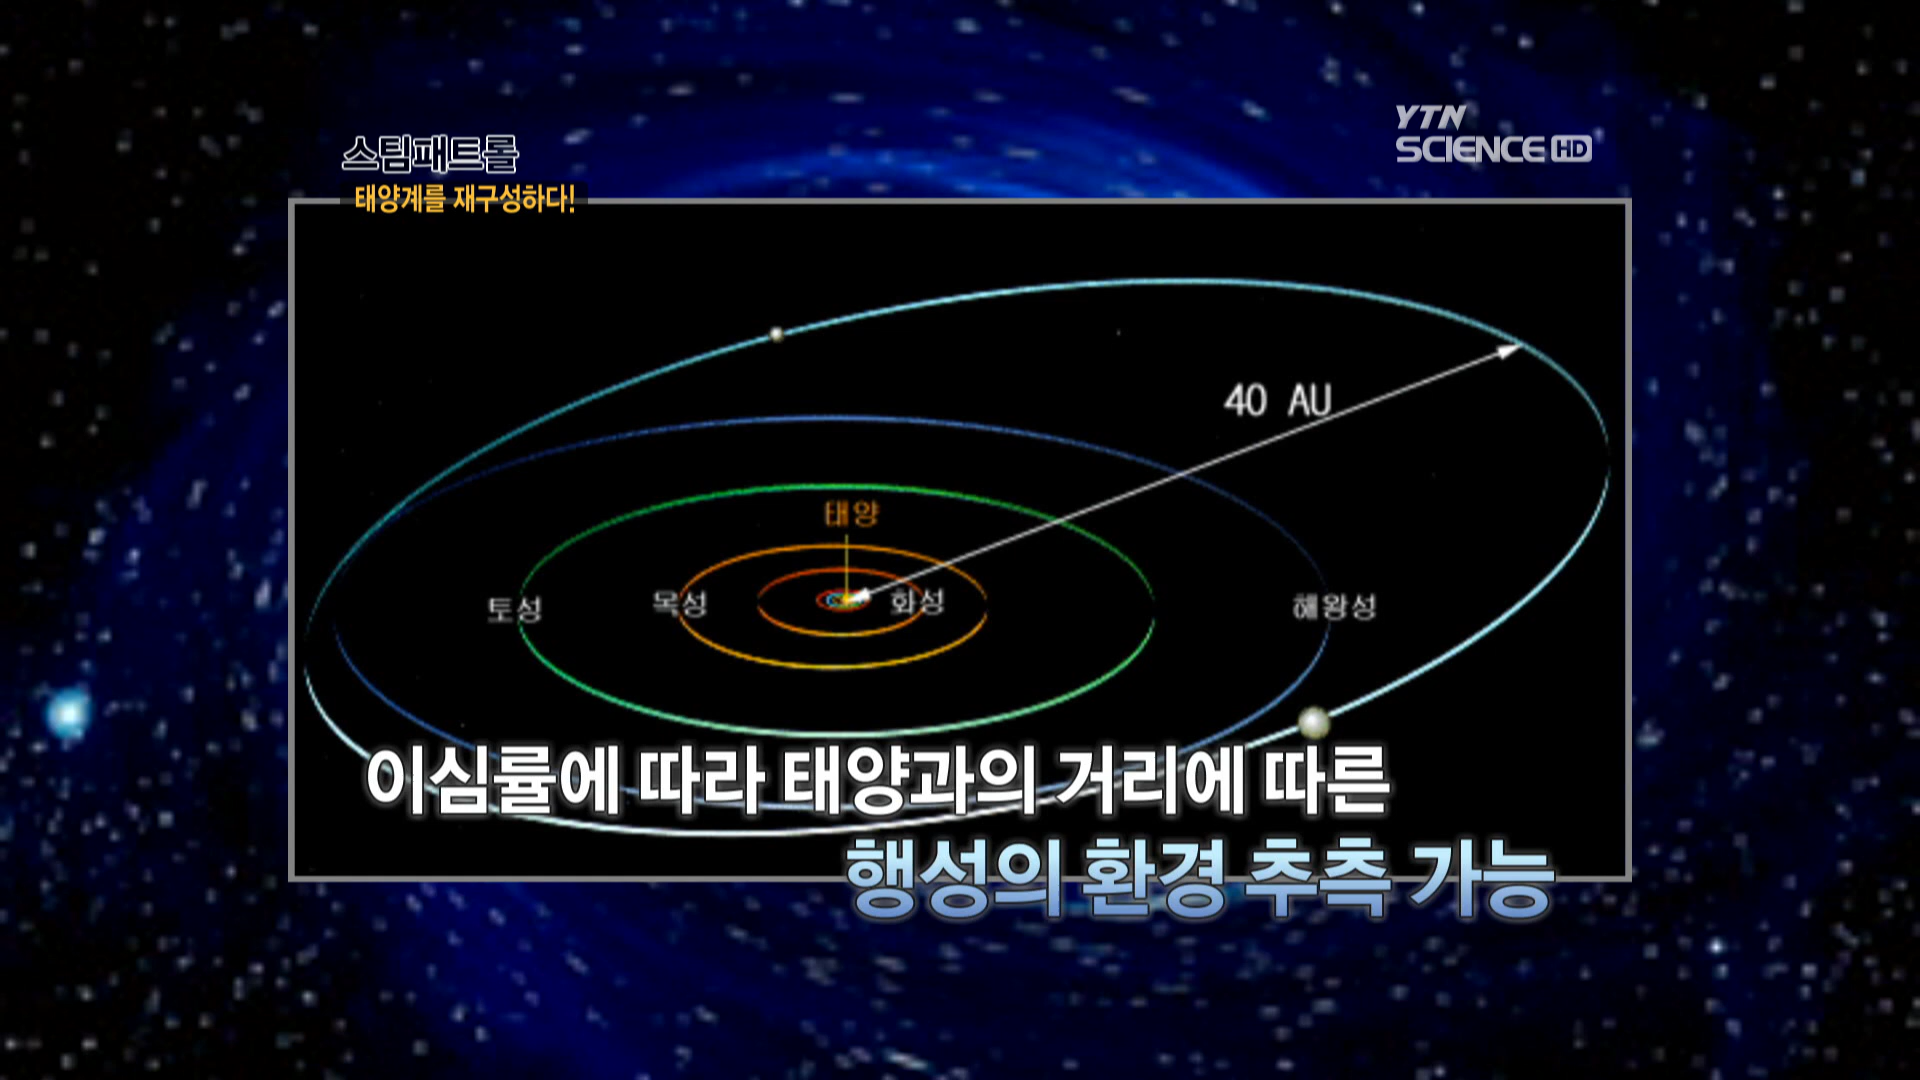 YTN
SCIENCE HD
스팀패트롤
태양계를 재구성하다!
40 AU
태양
토성
목성
화성
해왕성
이심률에 따라 태양과의 거리에 따른
행성의 환경 추측 가능